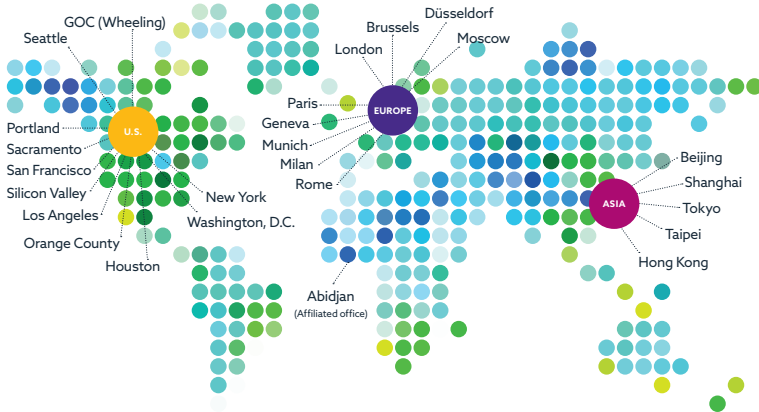 GOC (Wheeling)
Seattle
U.S.
Portland
Sacramento
San Francisco
Silicon Valley
Los Angeles
Orange County
Houston
New York
Washington, D.C.
Düsseldorf
Brussels
Moscow
London
EUROPE
Paris
Geneva
Munich
Milan
Rome
Abidjan
(Affiliated office)
ASIA
Beijing
Shanghai
Tokyo
Taipei
Hong Kong